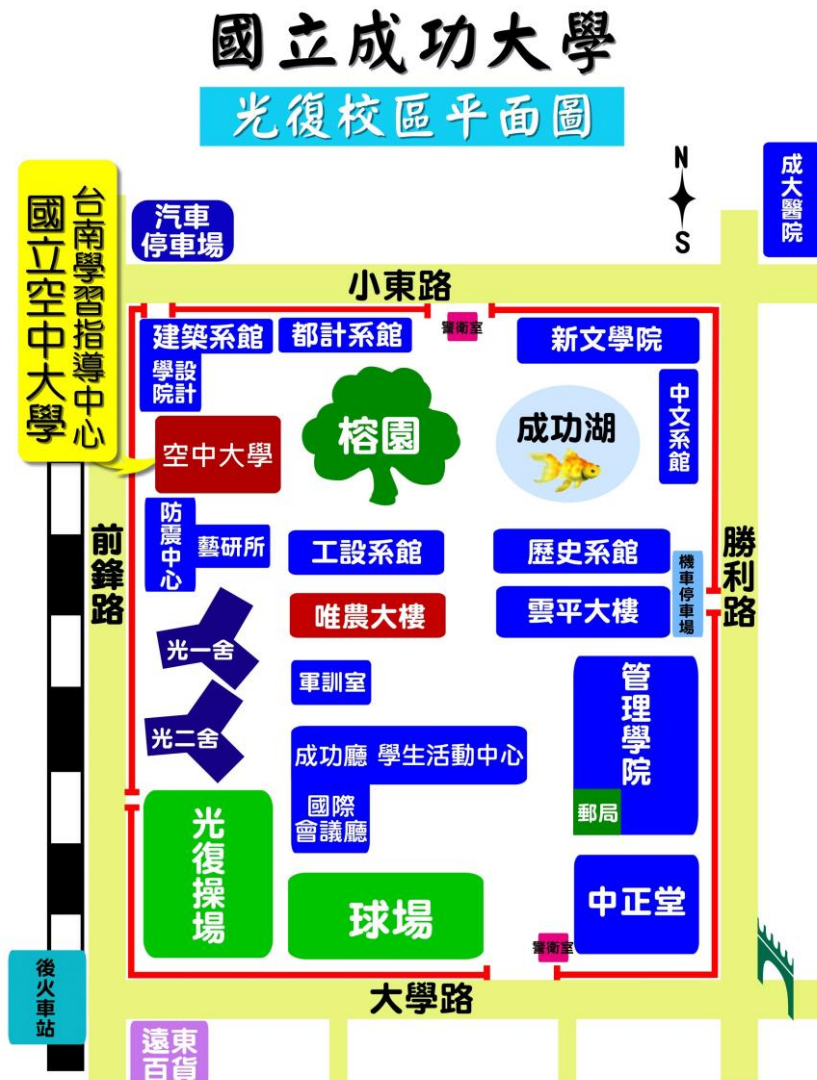 國立成功大學
光復校區平面圖
N
S
成大醫院
台南學習指導中心
國立空中大學
汽車
停車場
小東路
警衛室
建築系館
都計系館
新文學院
設計
學院
榕園
成功湖
中文系館
空中大學
前鋒路
防震中心
藝研所
工設系館
歷史系館
機車停車場
勝利路
唯農大樓
雲平大樓
光一舍
軍訓室
管理學院
光二舍
成功廳 學生活動中心
國際
會議廳
郵局
光復操場
球場
中正堂
警衛室
後火車站
大學路
遠東
百貨